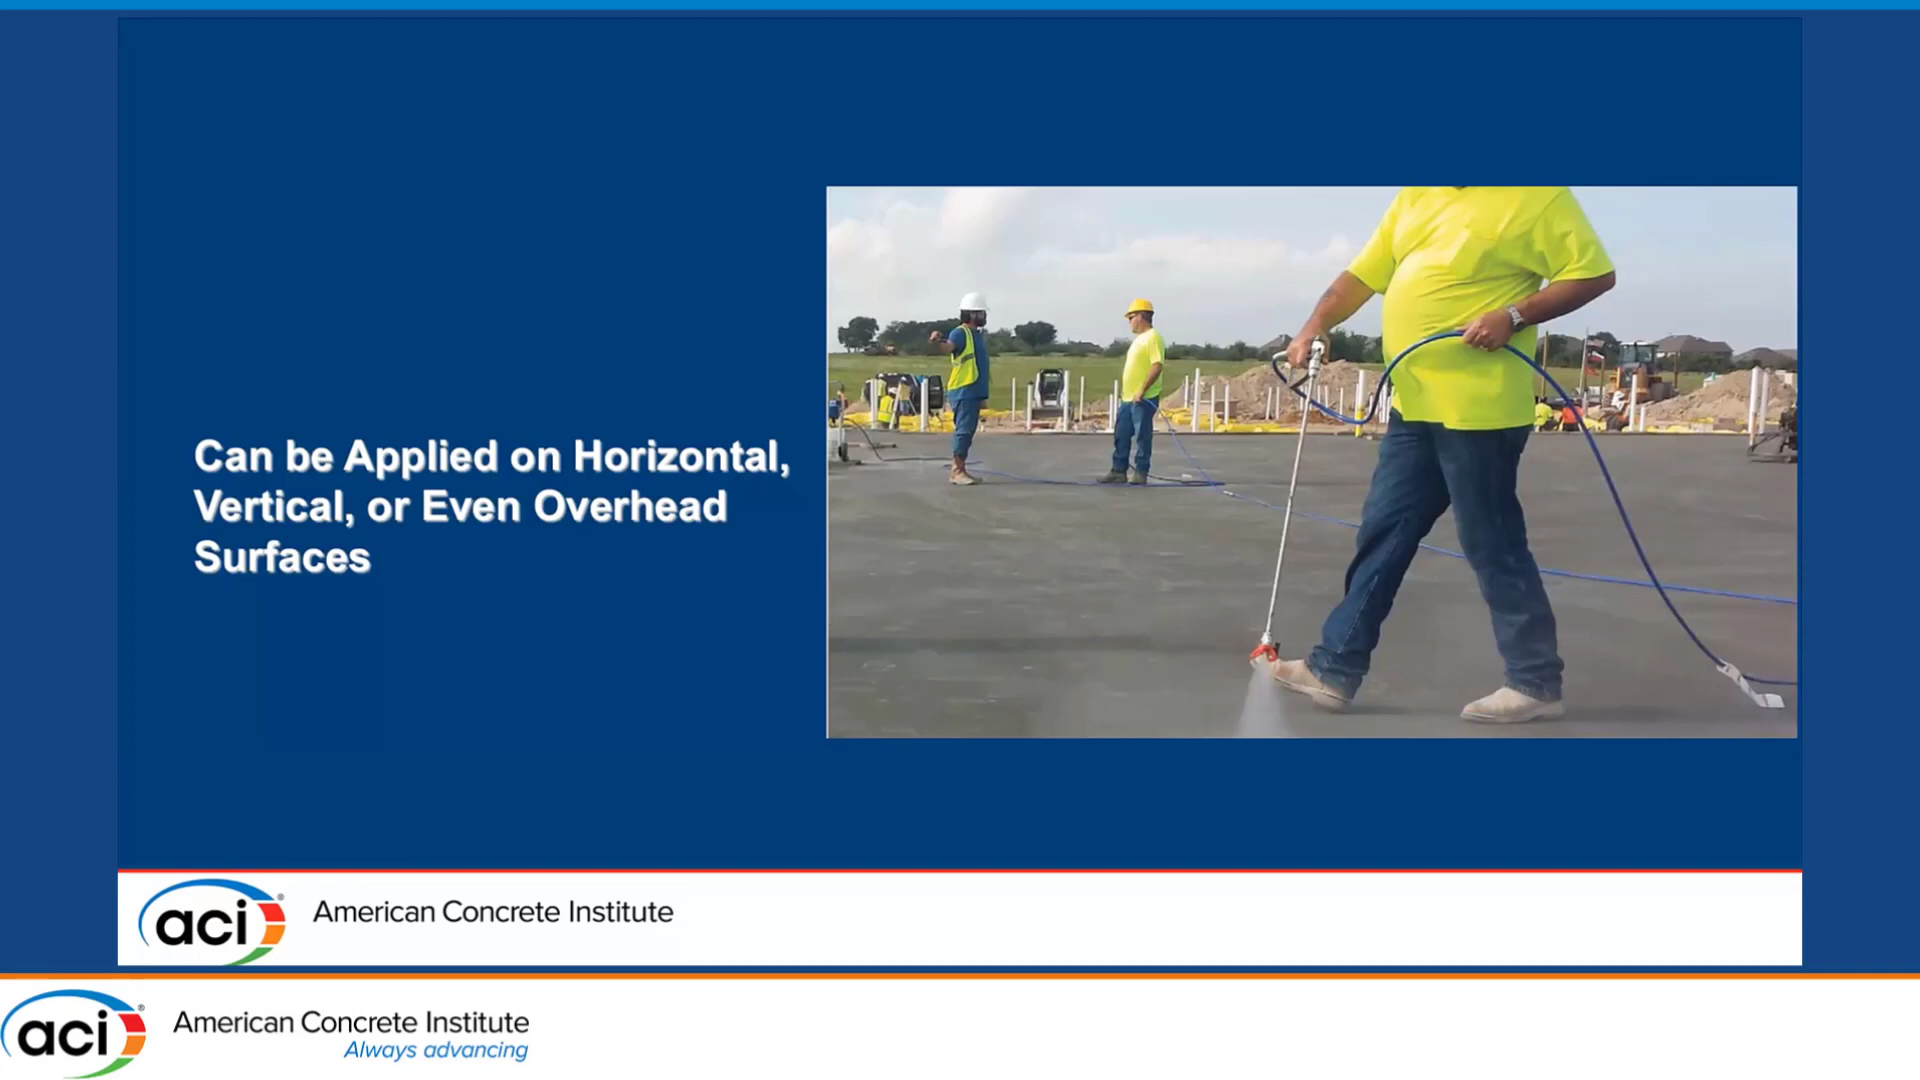 Can be Applied on Horizontal,
Vertical, or Even Overhead
Surfaces
aci®
American Concrete Institute
aci®
American Concrete Institute
Always advancing